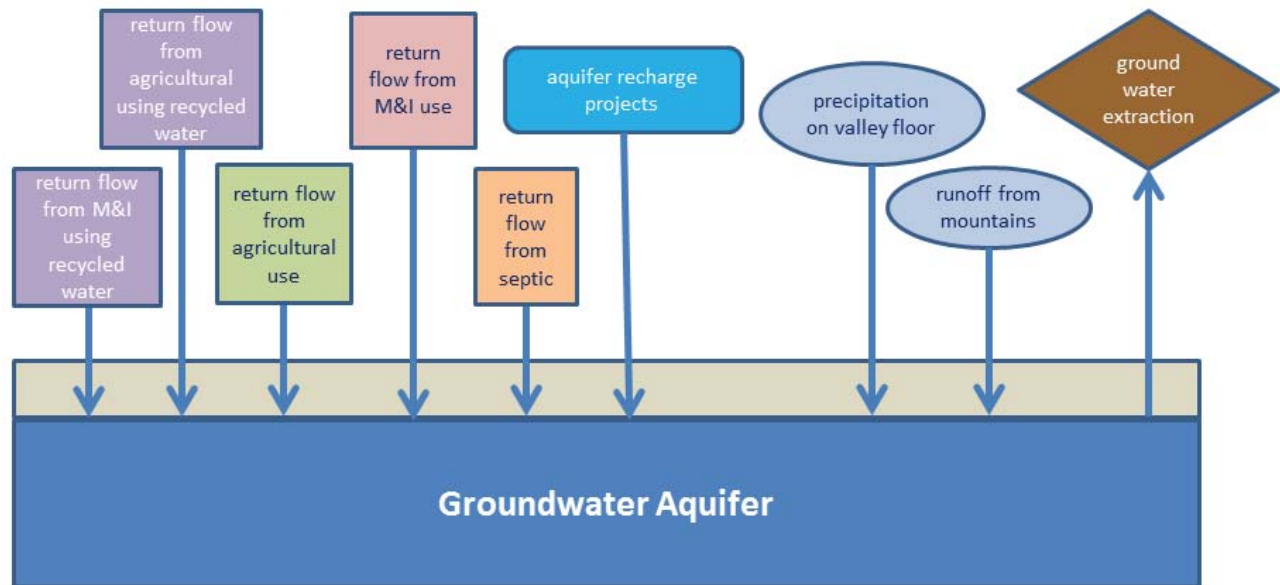 return flow
from
agricultural
using recycled
water
return flow
from M&I
using
recycled
water
return flow
from
agricultural
use
return
flow from
M&I use
return
flow
from
septic
aquifer recharge
projects
precipitation
on valley floor
runoff from
mountains
ground
water
extraction
Groundwater Aquifer